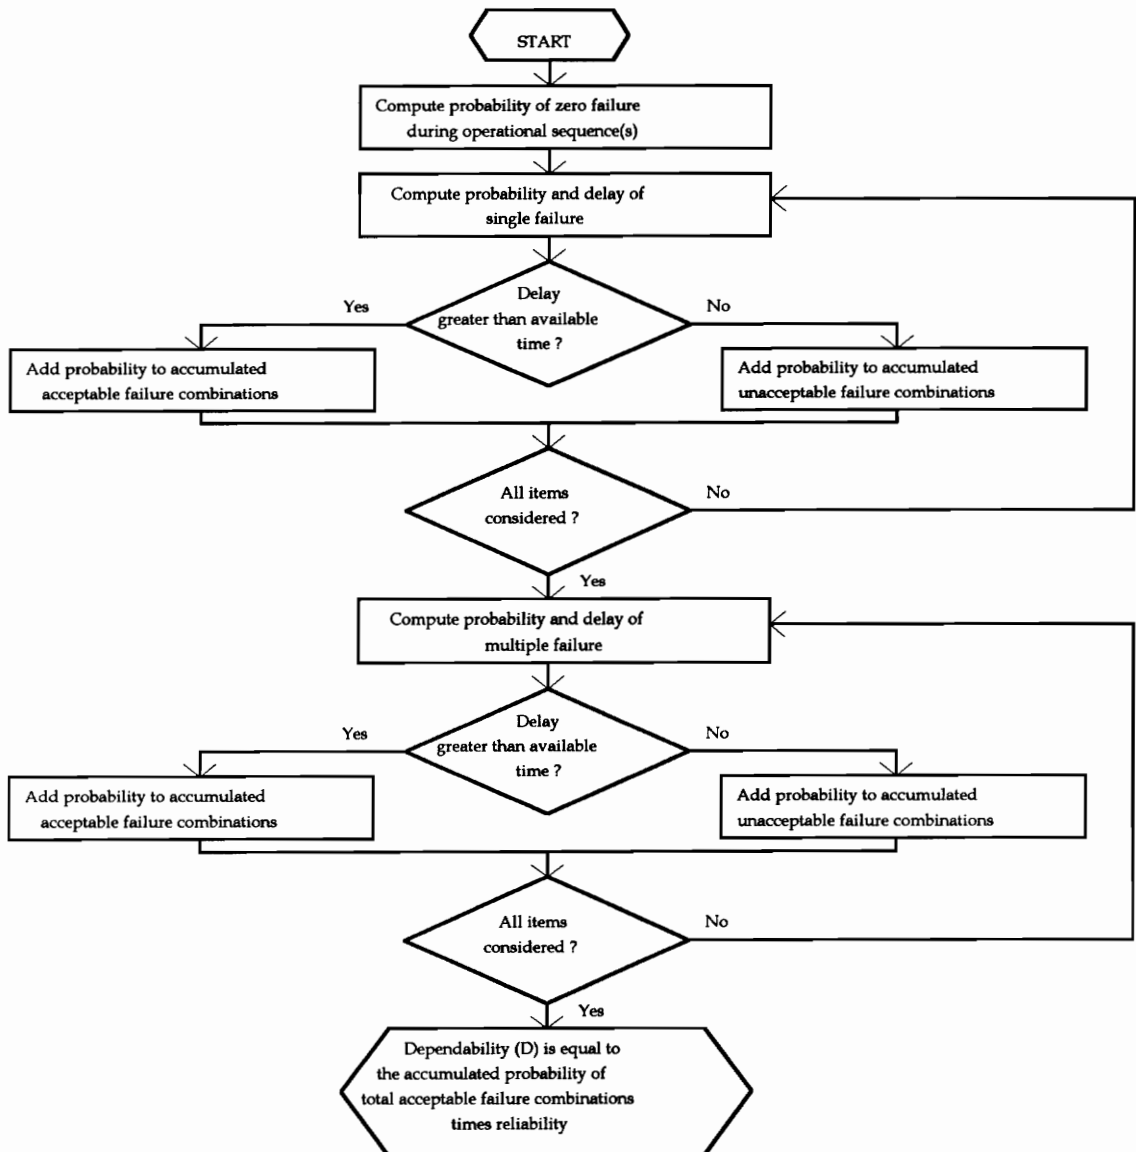 START
Compute probability of zero failure
during operational sequence(s)
Compute probability and delay of
single failure
Yes
Delay
greater than available
time ?
No
Add probability to accumulated
acceptable failure combinations
Add probability to accumulated
unacceptable failure combinations
All items
considered ?
No
Yes
Compute probability and delay of
multiple failure
Yes
Delay
greater than available
time ?
No
Add probability to accumulated
acceptable failure combinations
Add probability to accumulated
unacceptable failure combinations
All items
considered ?
No
Yes
Dependability (D) is equal to
the accumulated probability of
total acceptable failure combinations
times reliability